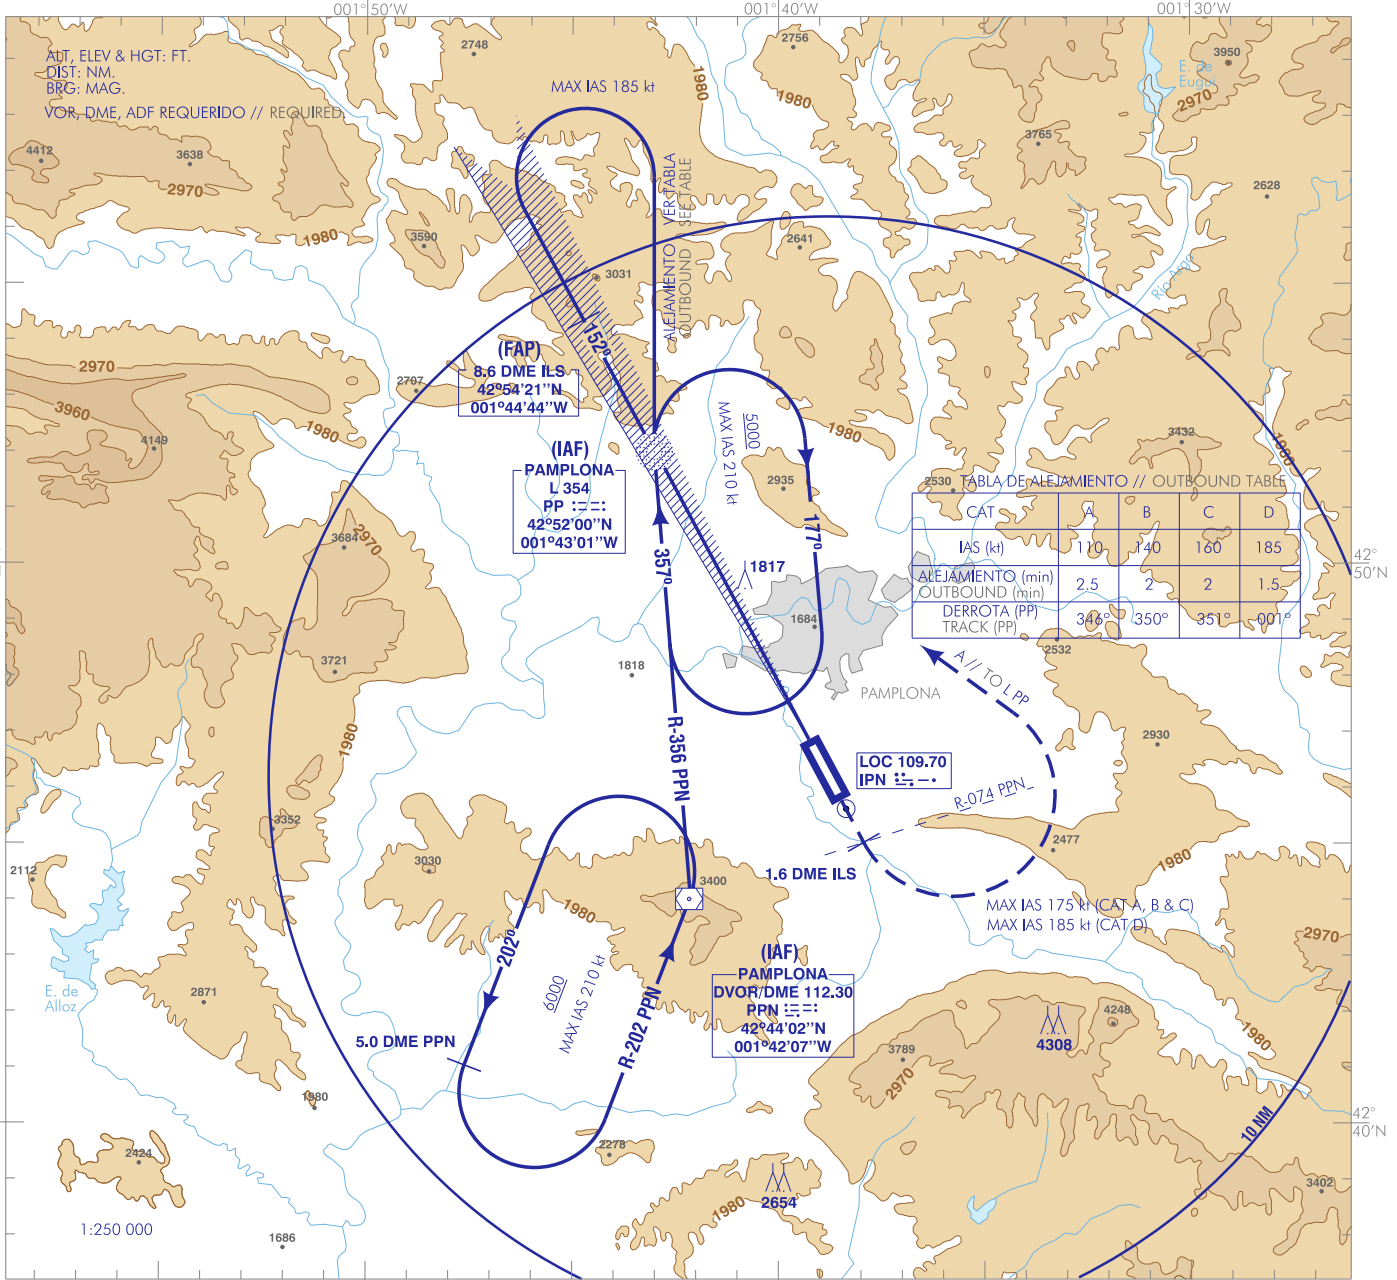 001°50'W
001°40'W
001°30'W
ALT, ELEV & HGT: FT.
DIST: NM.
BRG: MAG.
VOR, DME, ADF REQUERIDO // REQUIRED.
2748
2756
3950
MAX IAS 185 kt
1980
1980
2970
E. de
Eugui
4412
3638
2970
3765
2628
1980
3590
2641
3031
ALEJAMIENTO VER TABLA
OUTBOUND SEE TABLE
Río Arga
152°
(FAP)
8.6 DME ILS
42°54'21''N
001°44'44''W
2970
2707
3960
1980
4149
MAX IAS 210 kt
5000
1980
3432
1980
(IAF)
PAMPLONA
L 354
PP
42°52'00''N
001°43'01''W
2935
2530
TABLA DE ALEJAMIENTO // OUTBOUND TABLE
CAT A B C D
IAS (kt) 110 140 160 185
ALEJAMIENTO (min)
OUTBOUND (min)
2.5 2 2 1.5
DERROTA (PP)
TRACK (PP)
346° 350° 351° 001°
2970
3684
357°
177°
1817
42°
50'N
1684
2532
3721
1818
PAMPLONA
A // TO L PP
1980
R-356 PPN
2930
LOC 109.70
IPN
R-074 PPN
3352
2477
1980
2112
3030
1.6 DME ILS
3400
1980
MAX IAS 175 kt (CAT A, B & C)
MAX IAS 185 kt (CAT D)
2970
202°
6000
MAX IAS 210 kt
R-202 PPN
(IAF)
PAMPLONA
DVOR/DME 112.30
PPN
42°44'02''N
001°42'07''W
E. de
Alloz
2871
5.0 DME PPN
4308
4248
3789
2970
1980
1980
42°
40'N
10 NM
2424
2278
2654
1980
3402
1:250 000
1686